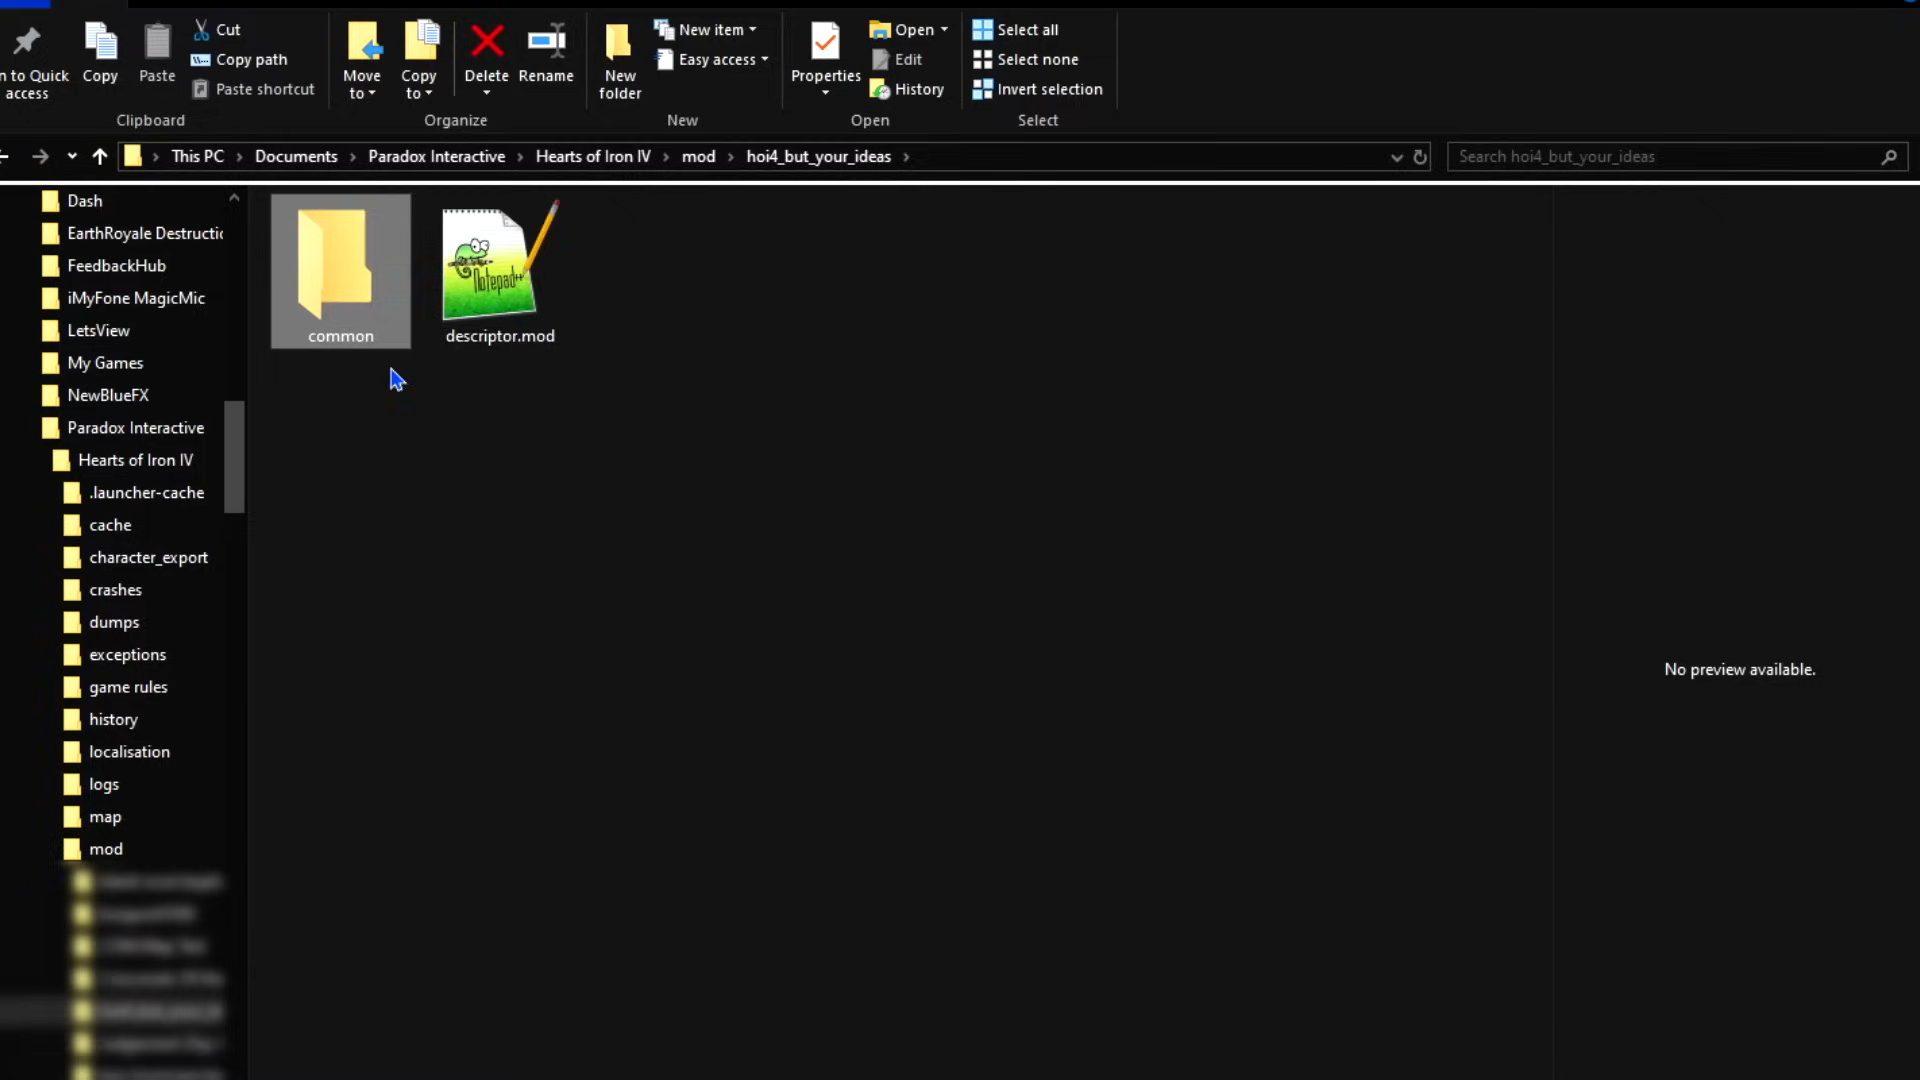 Cut
Copy path
Paste shortcut
n to Quick
access
Copy
Paste
Clipboard
Move
to
Copy
to
Delete
Rename
Organize
New
folder
New item
Easy access
New
Properties
Open
Edit
History
Open
Select all
Select none
Invert selection
Select
This PC > Documents > Paradox Interactive > Hearts of Iron IV > mod > hoi4_but_your_ideas >
Search hoi4_but_your_ideas
Dash
EarthRoyale Destructic
FeedbackHub
iMyFone MagicMic
LetsView
My Games
NewBlueFX
Paradox Interactive
Hearts of Iron IV
.launcher-cache
cache
character_export
crashes
dumps
exceptions
game rules
history
localisation
logs
map
mod
common
Notepad++
descriptor.mod
No preview available.